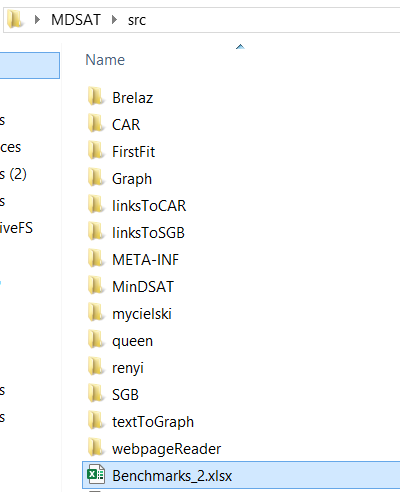 MDSAT src
Name
Brelaz
CAR
FirstFit
Graph
linksToCAR
linksToSGB
META-INF
MinDSAT
mycielski
queen
renyi
SGB
textToGraph
webpageReader
Benchmarks_2.xlsx
s
ces
s (2)
s
iveFS
s
s